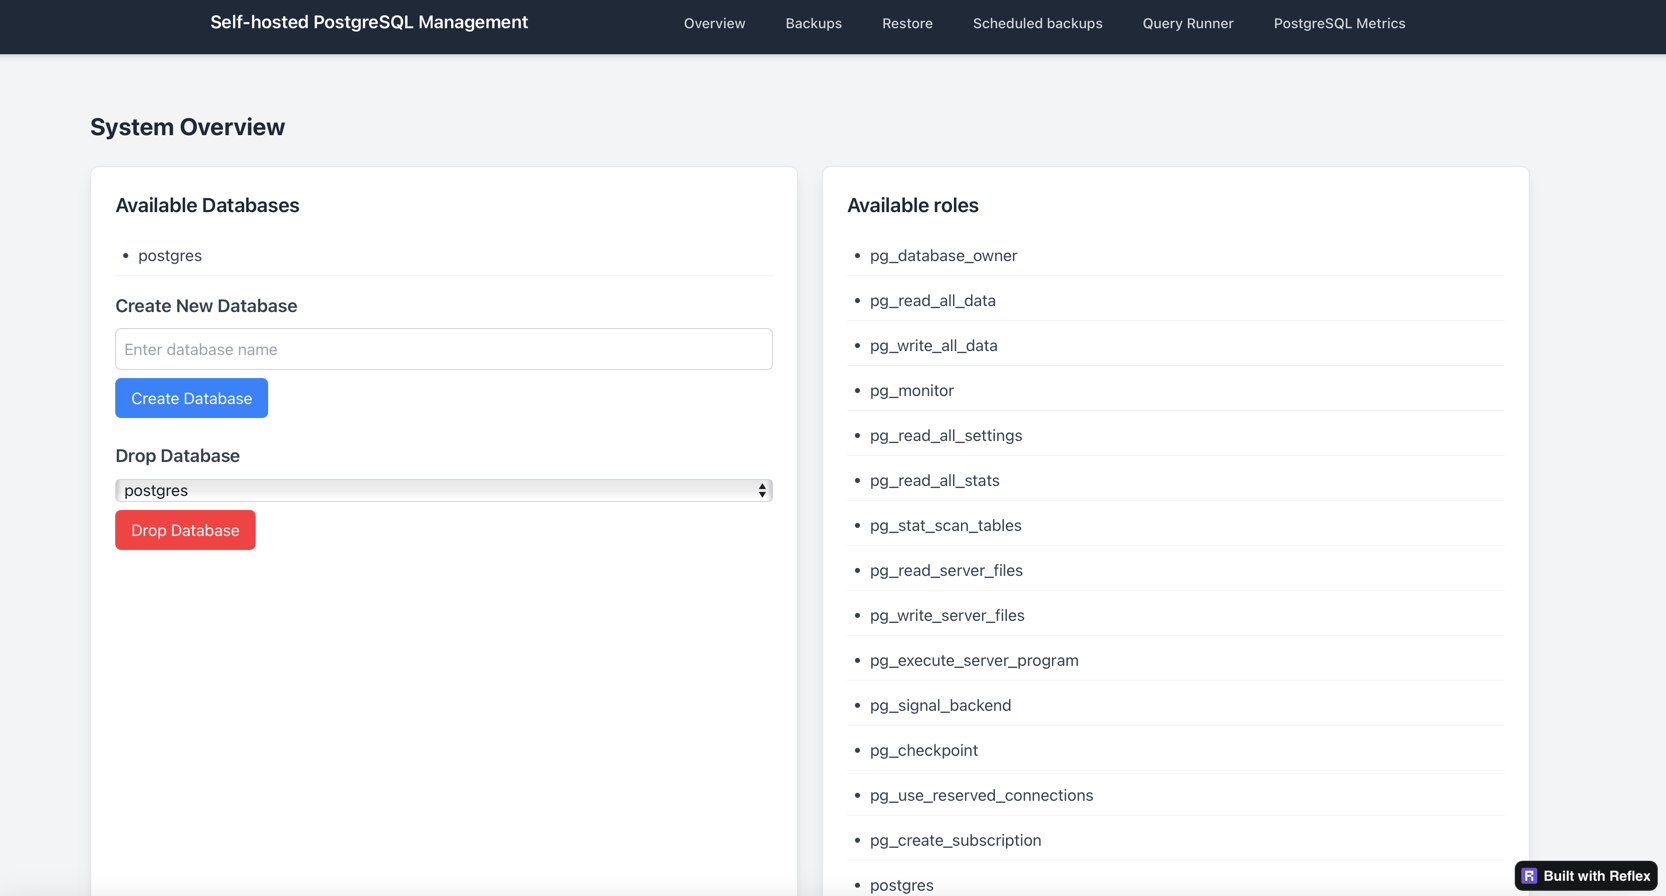 Self-hosted PostgreSQL Management
Overview
Backups
Restore
Scheduled backups
Query Runner
PostgreSQL Metrics
System Overview
Available Databases
postgres
Create New Database
Enter database name
Create Database
Drop Database
postgres
Drop Database
Available roles
pg_database_owner
pg_read_all_data
pg_write_all_data
pg_monitor
pg_read_all_settings
pg_read_all_stats
pg_stat_scan_tables
pg_read_server_files
pg_write_server_files
pg_execute_server_program
pg_signal_backend
pg_checkpoint
pg_use_reserved_connections
pg_create_subscription
postgres
Built with Reflex